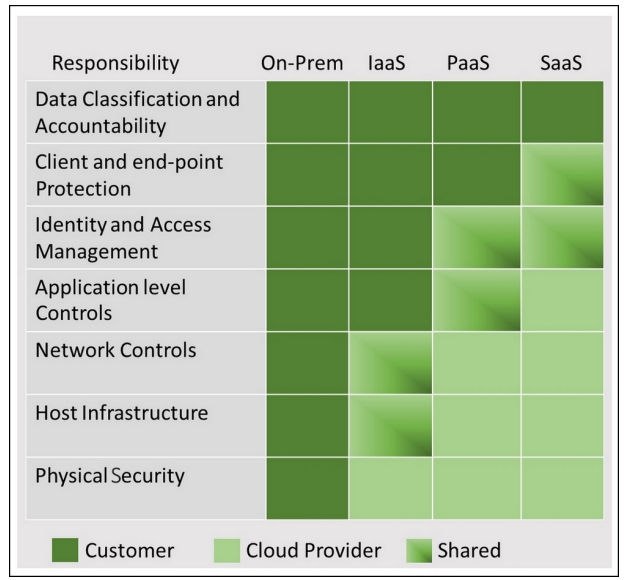 Responsibility On-Prem IaaS PaaS SaaS
Data Classification and
Accountability
Client and end-point
Protection
Identity and Access
Management
Application level
Controls
Network Controls
Host Infrastructure
Physical Security
Customer Cloud Provider Shared